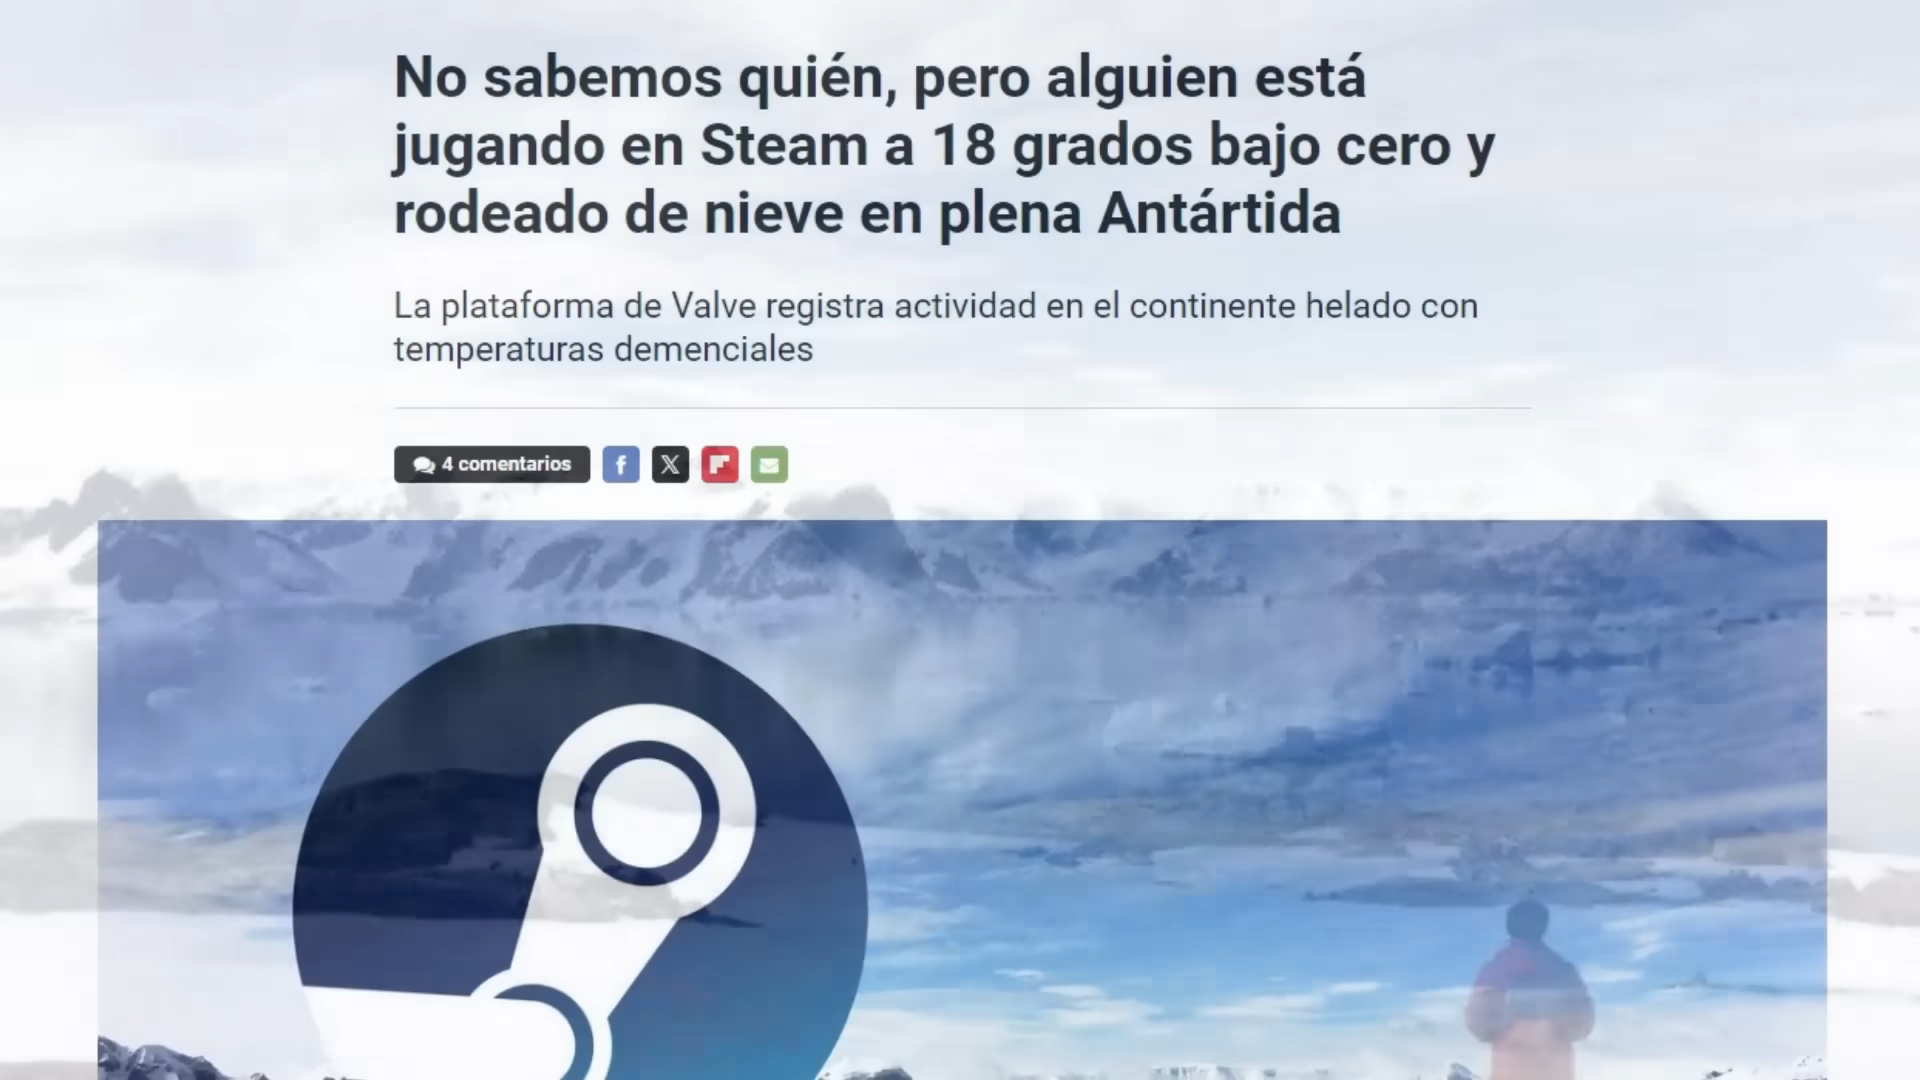 No sabemos quién, pero alguien está
jugando en Steam a 18 grados bajo cero y
rodeado de nieve en plena Antártida
La plataforma de Valve registra actividad en el continente helado con
temperaturas demenciales
4 comentarios